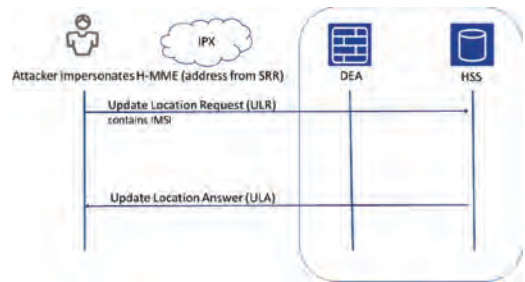 IPX
Attacker Impersonates H-MME (address from SRR)
DEA
HSS
Update Location Request (ULR)
contains IMSI
Update Location Answer (ULA)